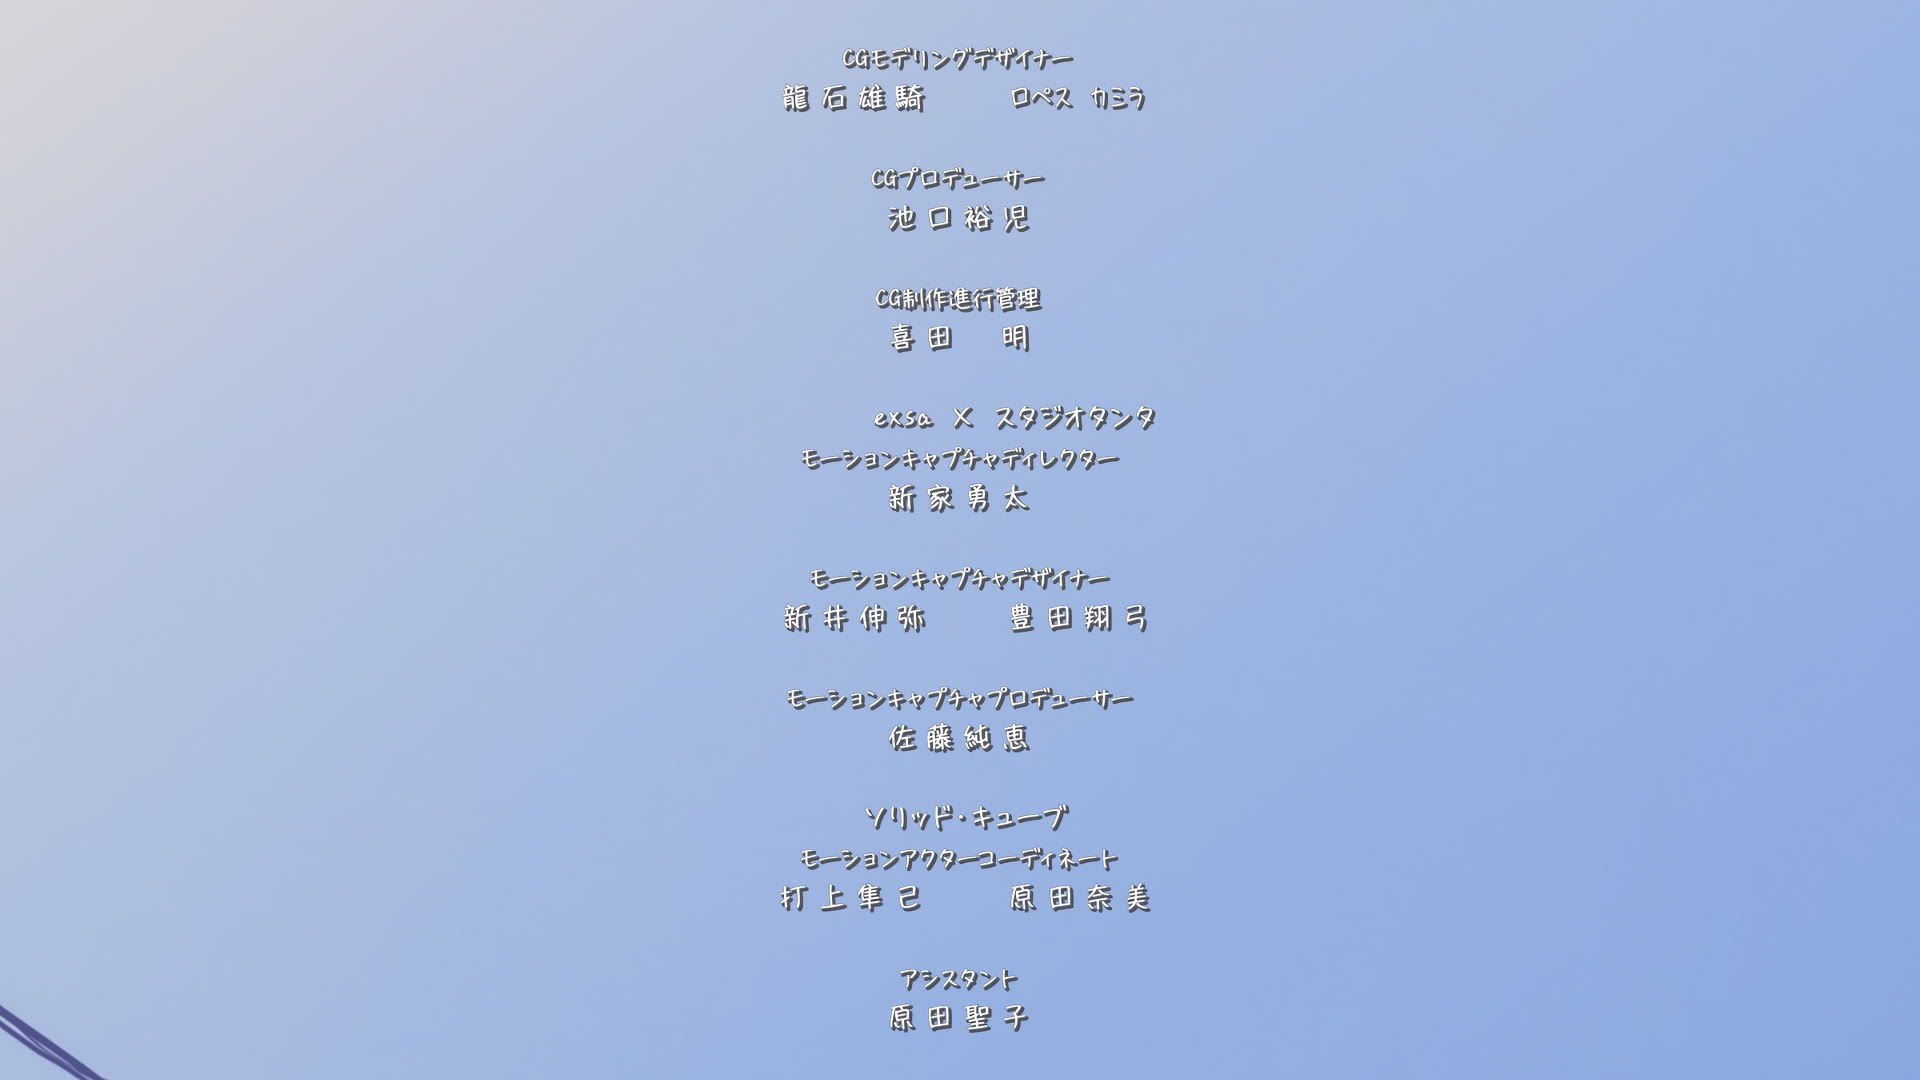 CGモデリングデザイナー
龍石雄騎　ロペス カミラ
CGプロデューサー
池口裕児
CG制作進行管理
喜田　明
exsa X スタジオタンタ
モーションキャプチャディレクター
新家勇太
モーションキャプチャデザイナー
新井伸弥　豊田翔弓
モーションキャプチャプロデューサー
佐藤純恵
ソリッド・キューブ
モーションアクターコーディネート
打上隼己　原田奈美
アシスタント
原田聖子